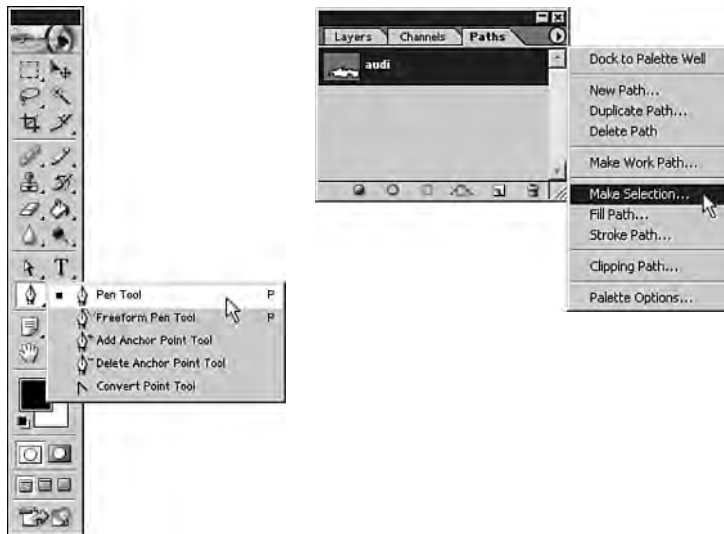 Layers Channels Paths
audi
Dock to Palette Well
New Path...
Duplicate Path...
Delete Path
Make Work Path...
Make Selection...
Fill Path...
Stroke Path...
Clipping Path...
Palette Options...
T
Pen Tool P
Freeform Pen Tool P
Add Anchor Point Tool
Delete Anchor Point Tool
Convert Point Tool